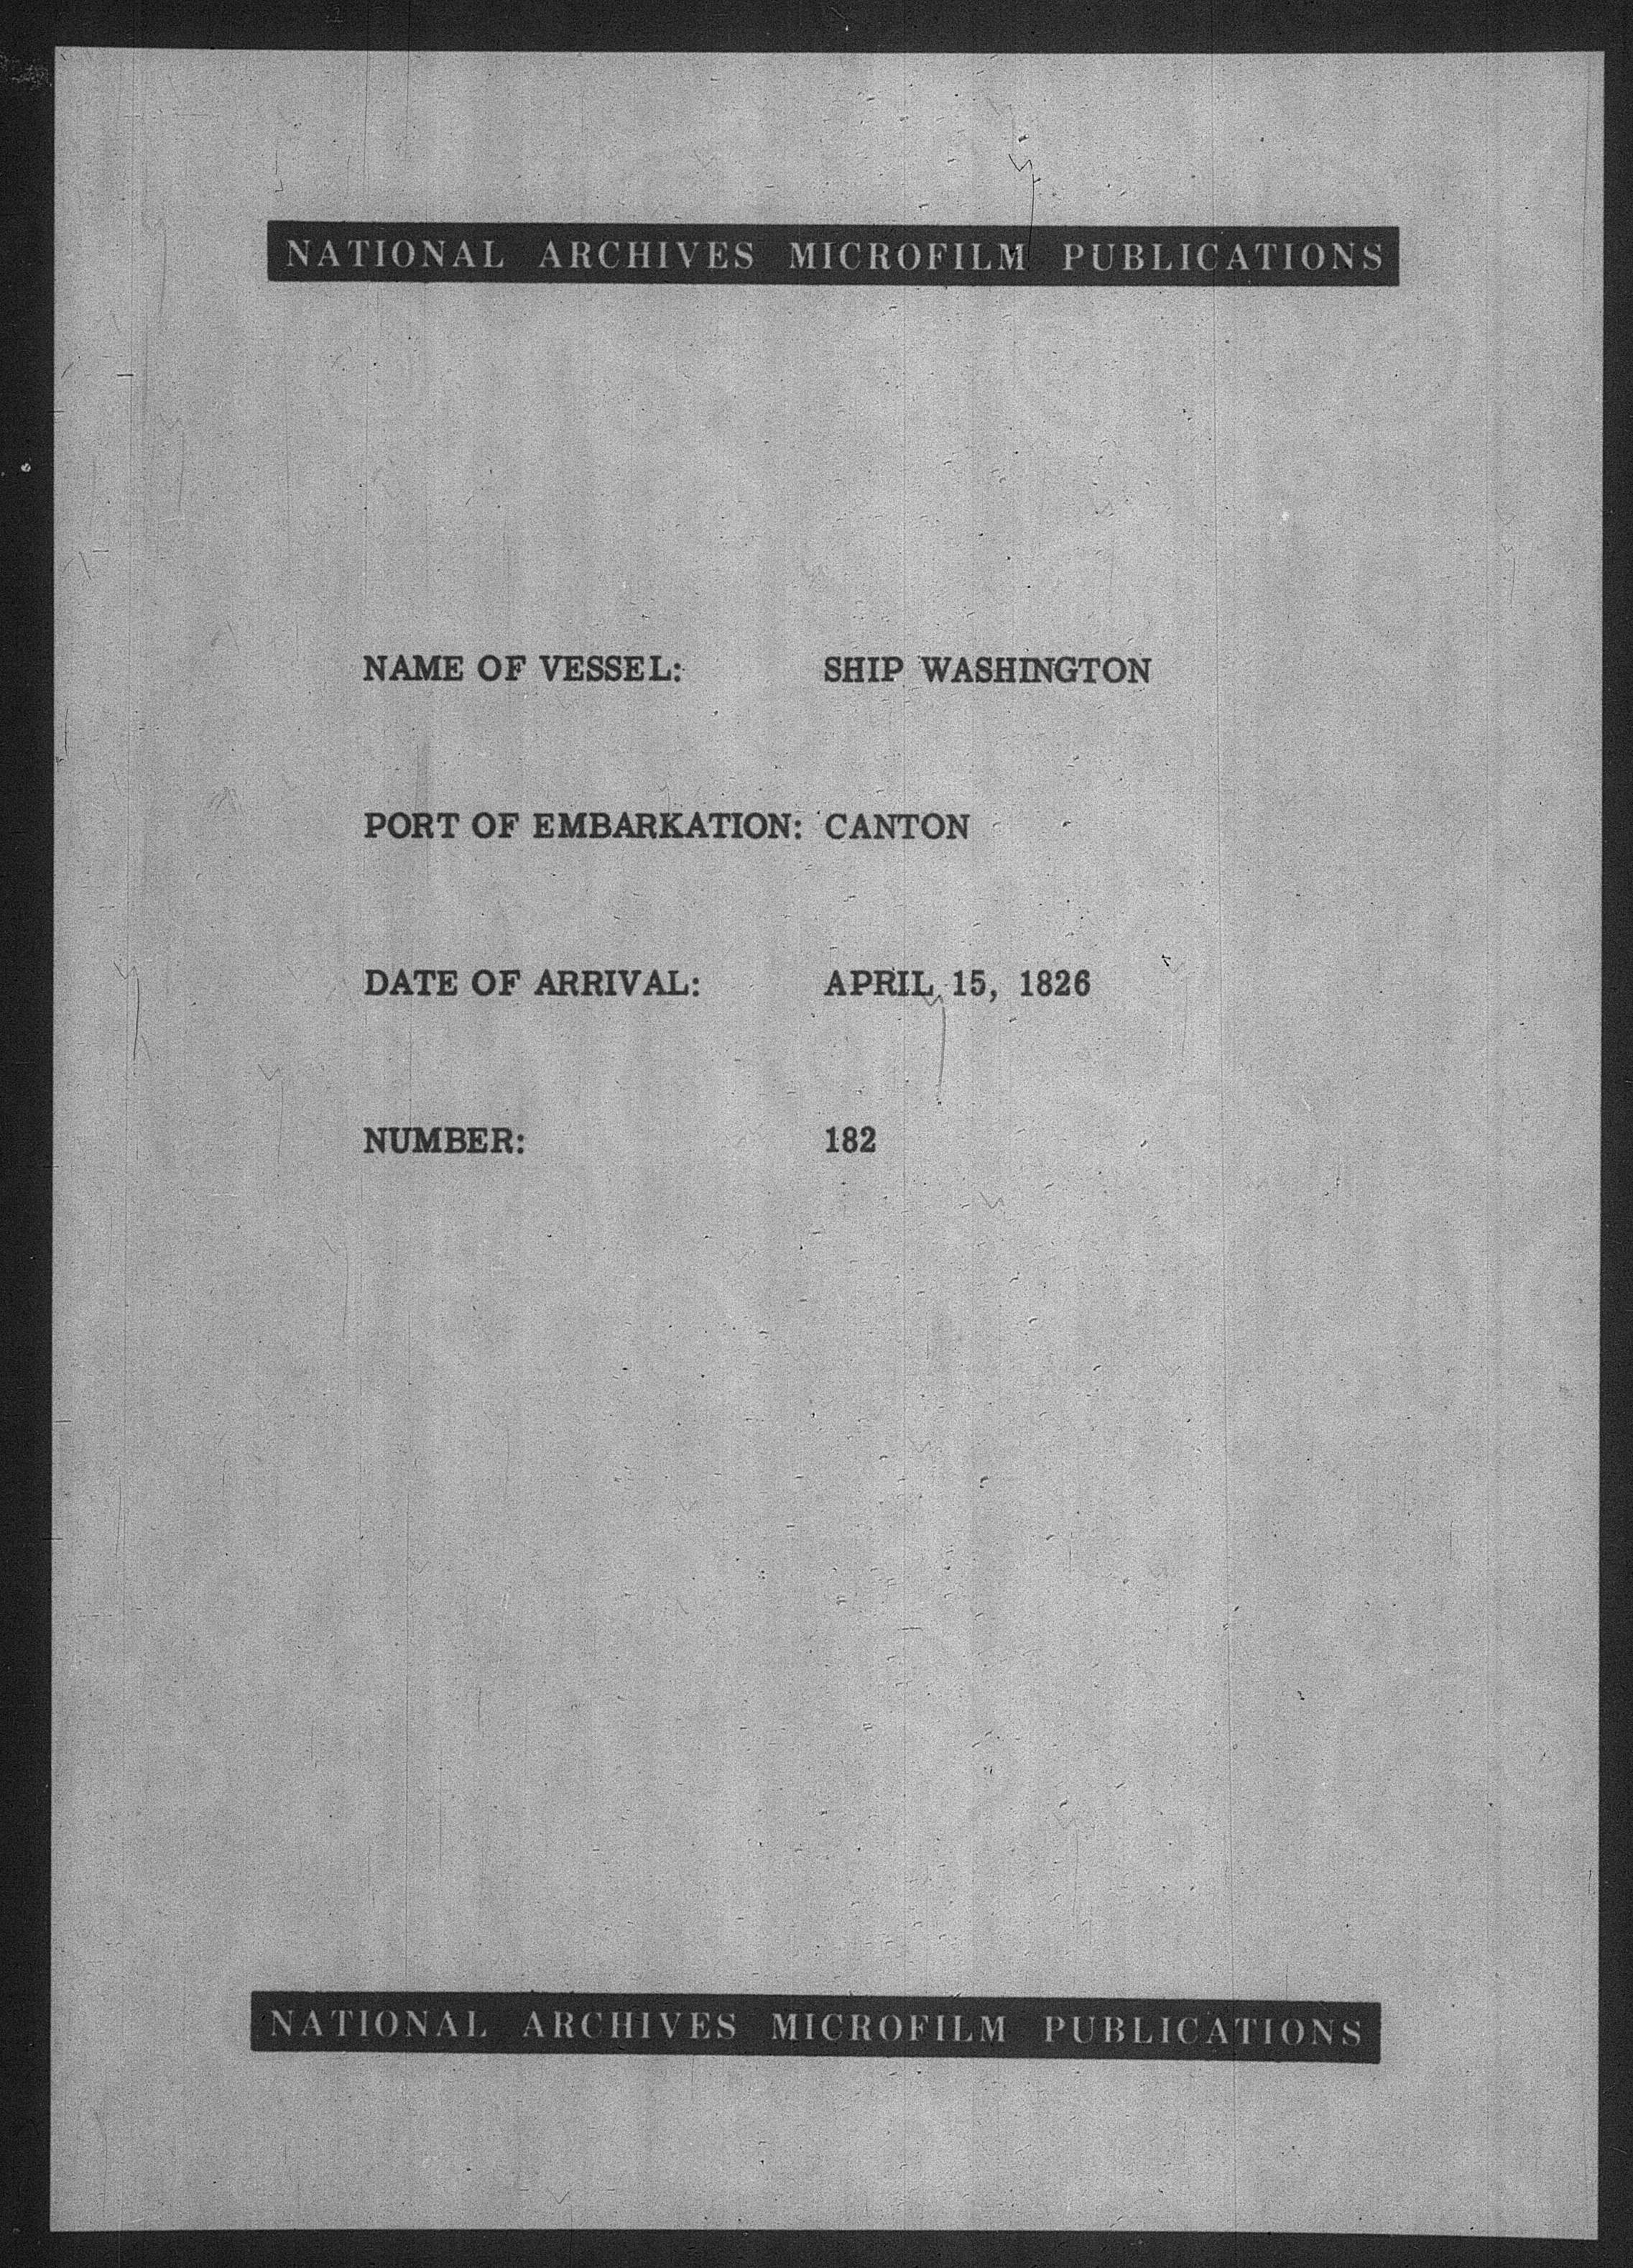 NATIONAL ARCHIVES MICROFILM PUBLICATIONS
NAME OF VESSEL: SHIP WASHINGTON
PORT OF EMBARKATION: CANTON
DATE OF ARRIVAL: APRIL 15, 1826
NUMBER: 182
NATIONAL ARCHIVES MICROFILM PUBLICATIONS